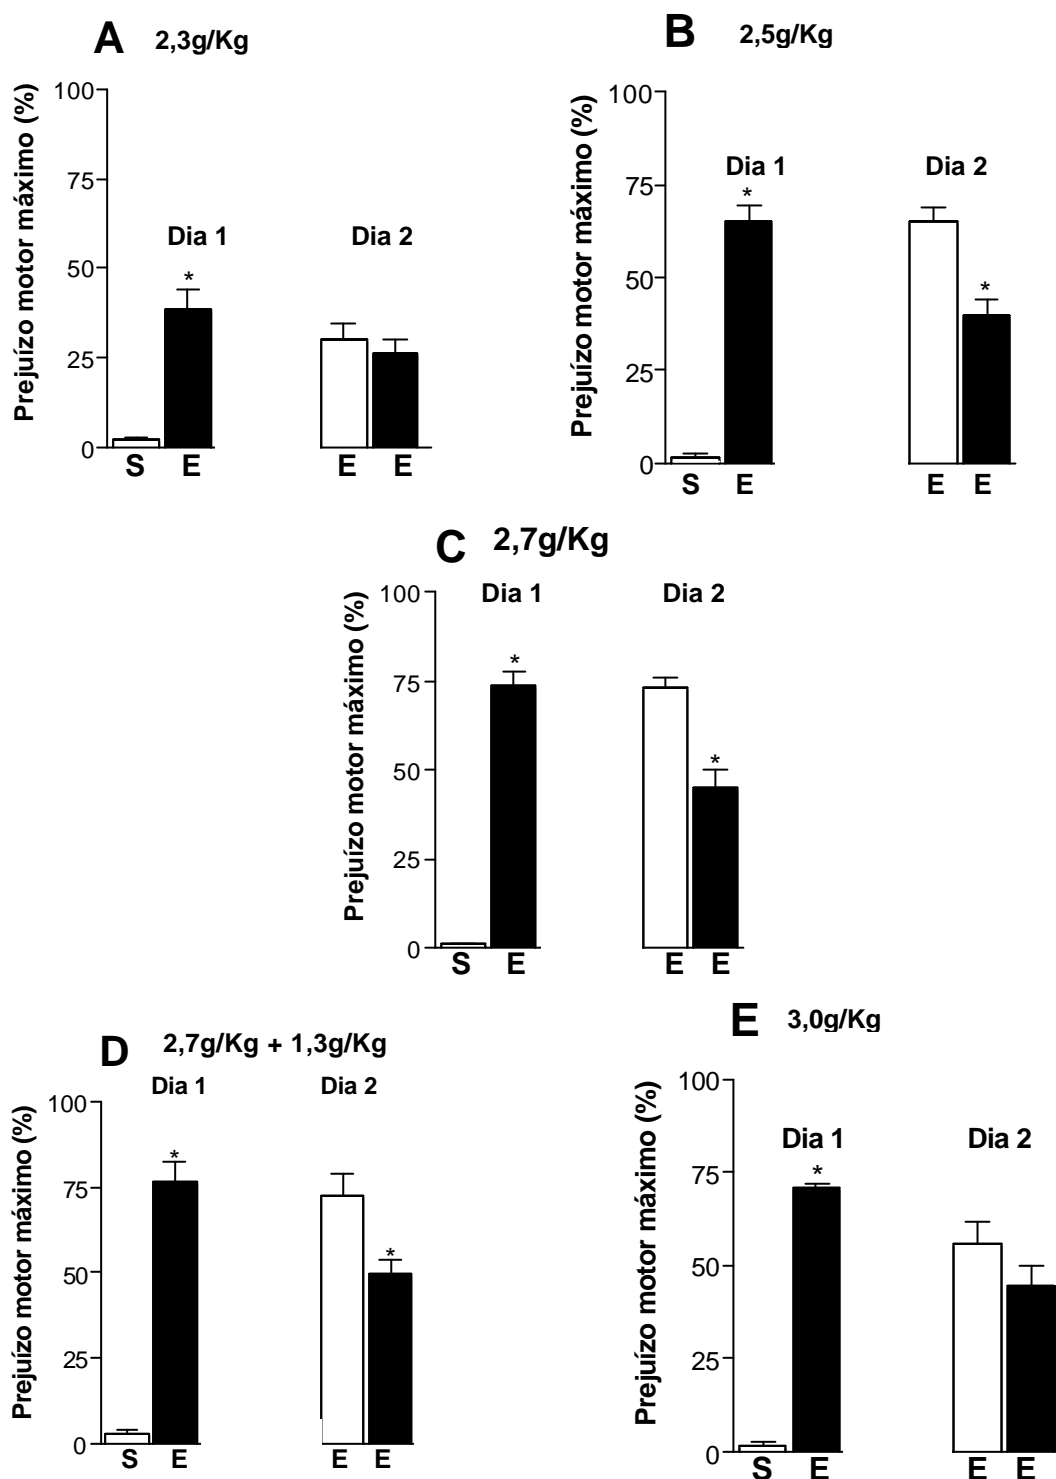 A 2,3g/Kg
Prejuízo motor máximo (%)
100
75
50
25
0
Dia 1
Dia 2
*
S E
E E
B 2,5g/Kg
Prejuízo motor máximo (%)
100
75
50
25
0
Dia 1
Dia 2
*
*
S E
E E
C 2,7g/Kg
Prejuízo motor máximo (%)
100
75
50
25
0
Dia 1
Dia 2
*
*
S E
E E
D 2,7g/Kg + 1,3g/Kg
Prejuízo motor máximo (%)
100
75
50
25
0
Dia 1
Dia 2
*
*
S E
E E
E 3,0g/Kg
Prejuízo motor máximo (%)
100
75
50
25
0
Dia 1
Dia 2
*
S E
E E